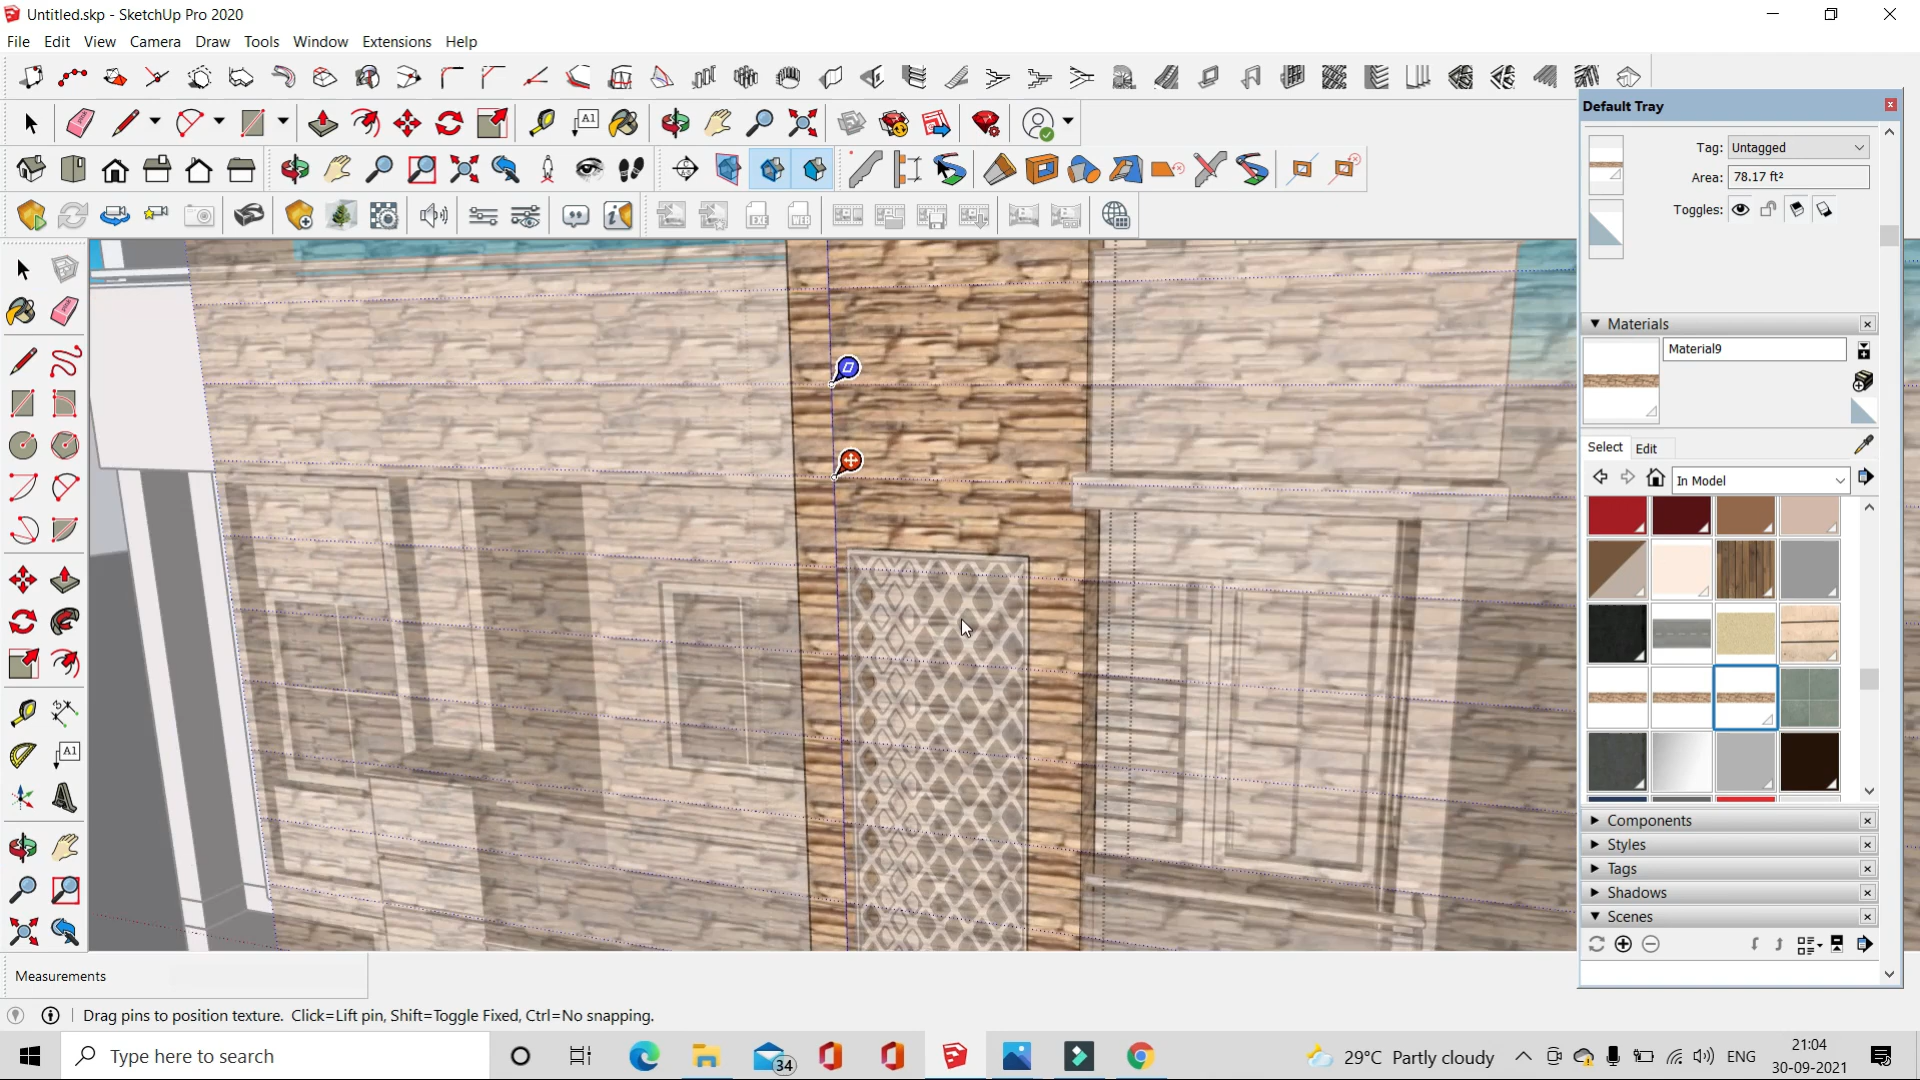 Untitled.skp - SketchUp Pro 2020
File Edit View Camera Draw Tools Window Extensions Help
Default Tray
Tag: Untagged
Area: 78.17 ft²
Toggles:
Materials
Material9
Select Edit
In Model
Components
Styles
Tags
Shadows
Scenes
Measurements
Drag pins to position texture. Click=Lift pin, Shift=Toggle Fixed, Ctrl=No snapping.
Type here to search
34
29°C Partly cloudy
ENG
21:04
30-09-2021